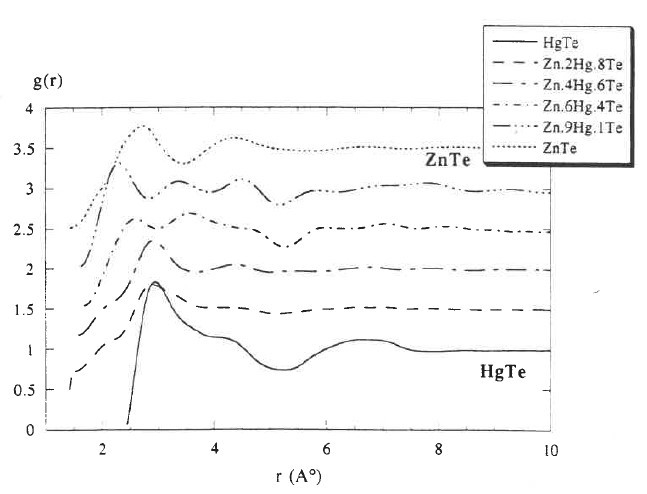 HgTe
Zn.2Hg.8Te
Zn.4Hg.6Te
Zn.6Hg.4Te
Zn.9Hg.1Te
ZnTe
g(r)
4
3.5
3
2.5
2
1.5
1
0.5
0
ZnTe
HgTe
2
4
6
8
10
r (A°)